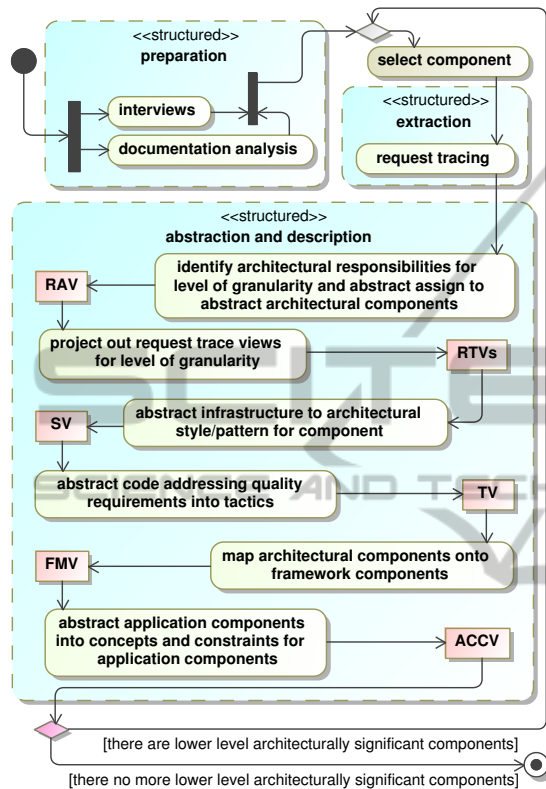 <<structured>>
preparation
interviews
documentation analysis
select component
<<structured>>
extraction
request tracing
<<structured>>
abstraction and description
identify architectural responsibilities for
level of granularity and abstract assign to
abstract architectural components
RAV
project out request trace views
for level of granularity
RTVs
abstract infrastructure to architectural
style/pattern for component
SV
abstract code addressing quality
requirements into tactics
TV
map architectural components onto
framework components
FMV
abstract application components
into concepts and constraints for
application components
ACCV
[there are lower level architecturally significant components]
[there no more lower level architecturally significant components]
SCITE
SCIENCE AND TECH